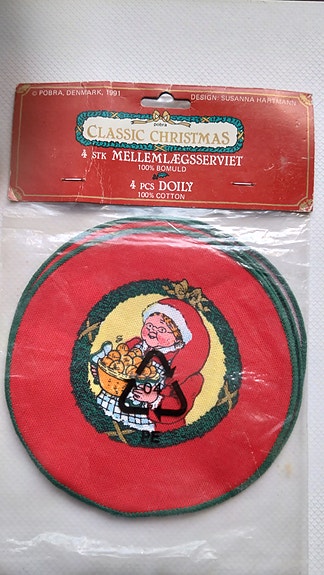 © POBRA, DENMARK, 1991
DESIGN: SUSANNA HARTMANN
pobra
CLASSIC CHRISTMAS
4 STK MELLEMLÆGSSERVIET
100% BOMULD
4 PCS DOILY
100% COTTON
04
PE